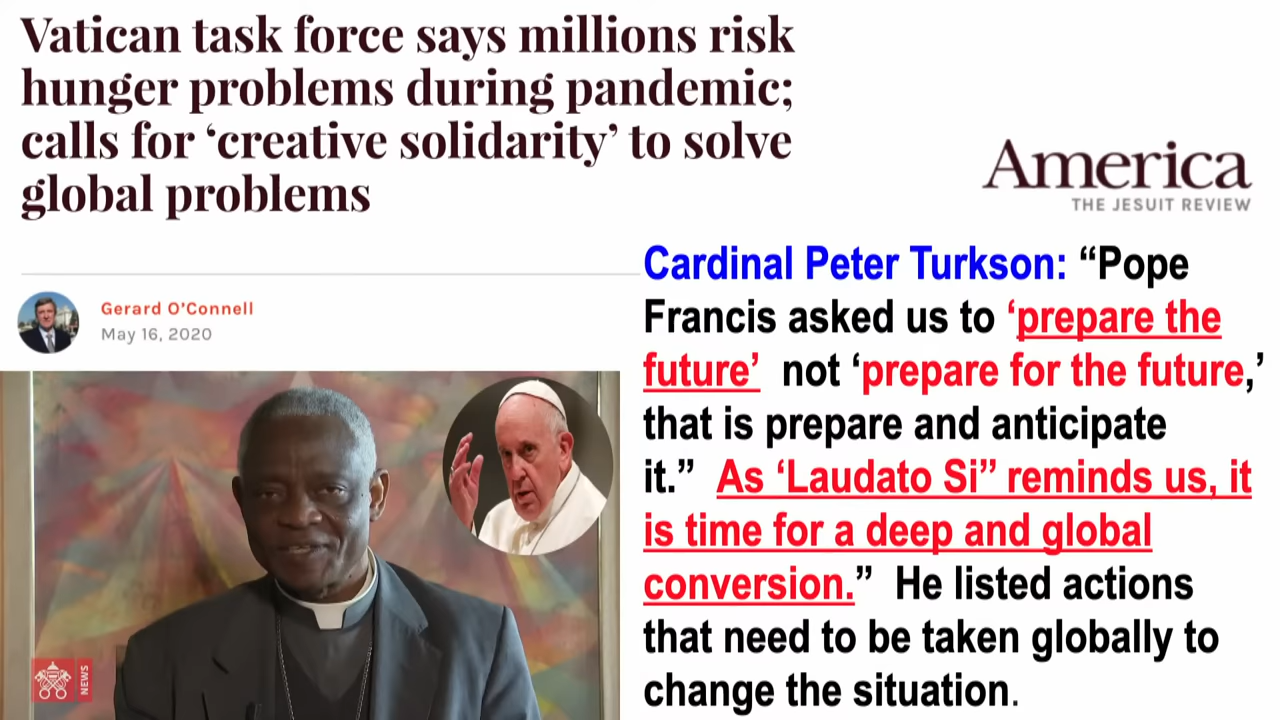 Vatican task force says millions risk
hunger problems during pandemic;
calls for ‘creative solidarity’ to solve
global problems
America
THE JESUIT REVIEW
Gerard O’Connell
May 16, 2020
Cardinal Peter Turkson: “Pope
Francis asked us to ‘prepare the
future’ not ‘prepare for the future,’
that is prepare and anticipate
it.” As ‘Laudato Si” reminds us, it
is time for a deep and global
conversion.” He listed actions
that need to be taken globally to
change the situation.
NEWS